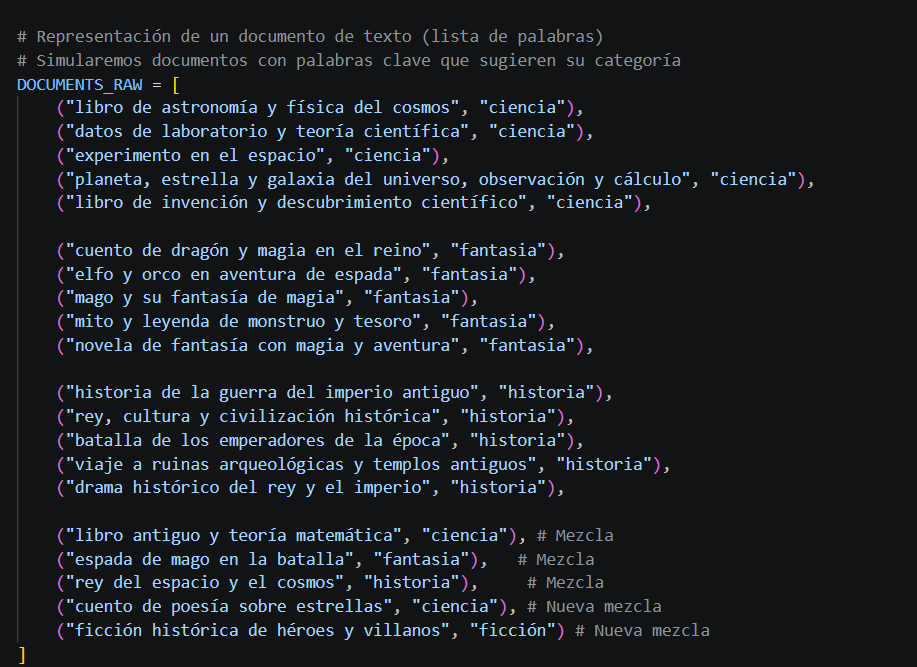 # Representación de un documento de texto (lista de palabras)
# Simularemos documentos con palabras clave que sugieren su categoría
DOCUMENTS_RAW = [
    ("libro de astronomía y física del cosmos", "ciencia"),
    ("datos de laboratorio y teoría científica", "ciencia"),
    ("experimento en el espacio", "ciencia"),
    ("planeta, estrella y galaxia del universo, observación y cálculo", "ciencia"),
    ("libro de invención y descubrimiento científico", "ciencia"),

    ("cuento de dragón y magia en el reino", "fantasia"),
    ("elfo y orco en aventura de espada", "fantasia"),
    ("mago y su fantasía de magia", "fantasia"),
    ("mito y leyenda de monstruo y tesoro", "fantasia"),
    ("novela de fantasía con magia y aventura", "fantasia"),

    ("historia de la guerra del imperio antiguo", "historia"),
    ("rey, cultura y civilización histórica", "historia"),
    ("batalla de los emperadores de la época", "historia"),
    ("viaje a ruinas arqueológicas y templos antiguos", "historia"),
    ("drama histórico del rey y el imperio", "historia"),

    ("libro antiguo y teoría matemática", "ciencia"), # Mezcla
    ("espada de mago en la batalla", "fantasia"),   # Mezcla
    ("rey del espacio y el cosmos", "historia"),     # Mezcla
    ("cuento de poesía sobre estrellas", "ciencia"), # Nueva mezcla
    ("ficción histórica de héroes y villanos", "ficción") # Nueva mezcla
]